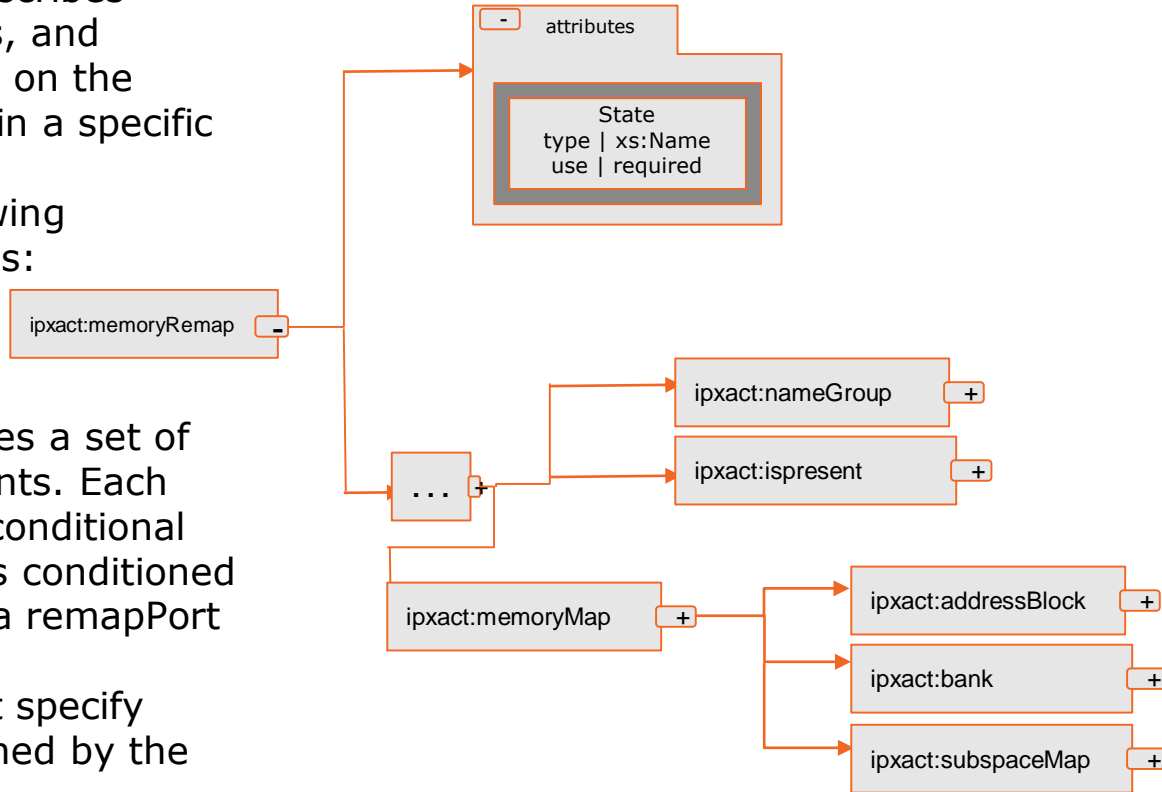 scribes
s, and
on the
in a specific
wing
s:
es a set of
nts. Each
conditional
s conditioned
a remapPort
t specify
ned by the
- attributes
State
type | xs:Name
use | required
ipxact:memoryRemap -
... +
ipxact:nameGroup +
ipxact:ispresent +
ipxact:memoryMap +
ipxact:addressBlock +
ipxact:bank +
ipxact:subspaceMap +